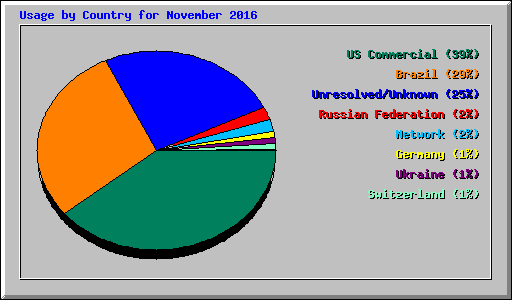 Usage by Country for November 2016
US Commercial (39%)
Brazil (29%)
Unresolved/Unknown (25%)
Russian Federation (2%)
Network (2%)
Germany (1%)
Ukraine (1%)
Switzerland (1%)